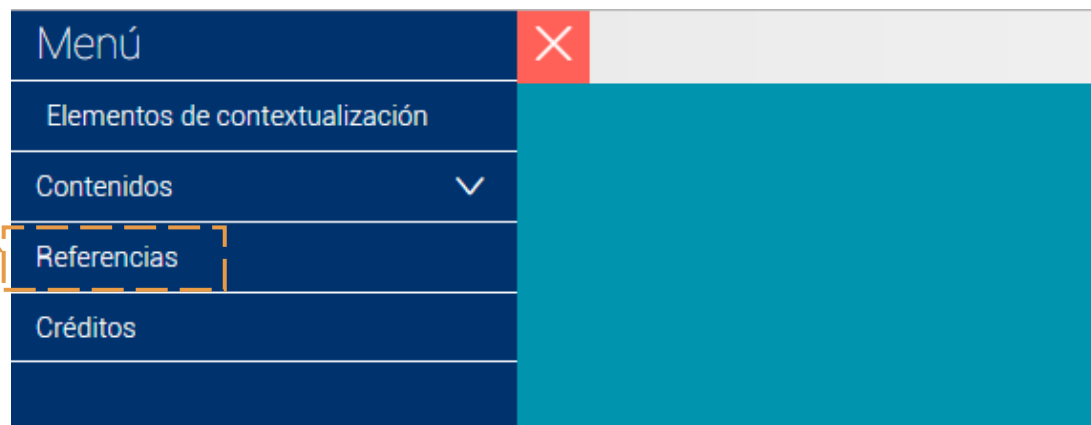 Menú
Elementos de contextualización
Contenidos
Referencias
Créditos